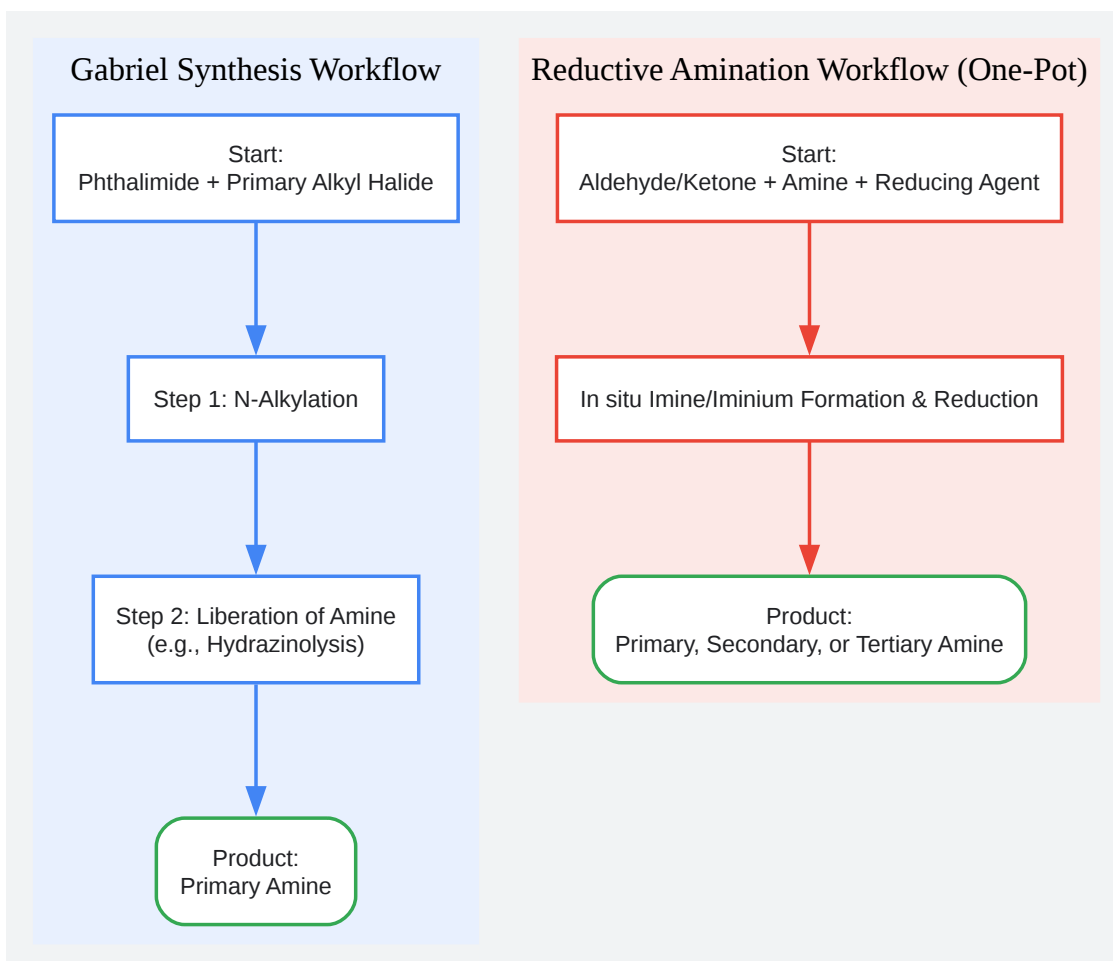 Gabriel Synthesis Workflow
Start:
Phthalimide + Primary Alkyl Halide
Step 1: N-Alkylation
Step 2: Liberation of Amine
(e.g., Hydrazinolysis)
Product:
Primary Amine
Reductive Amination Workflow (One-Pot)
Start:
Aldehyde/Ketone + Amine + Reducing Agent
In situ Imine/Iminium Formation & Reduction
Product:
Primary, Secondary, or Tertiary Amine